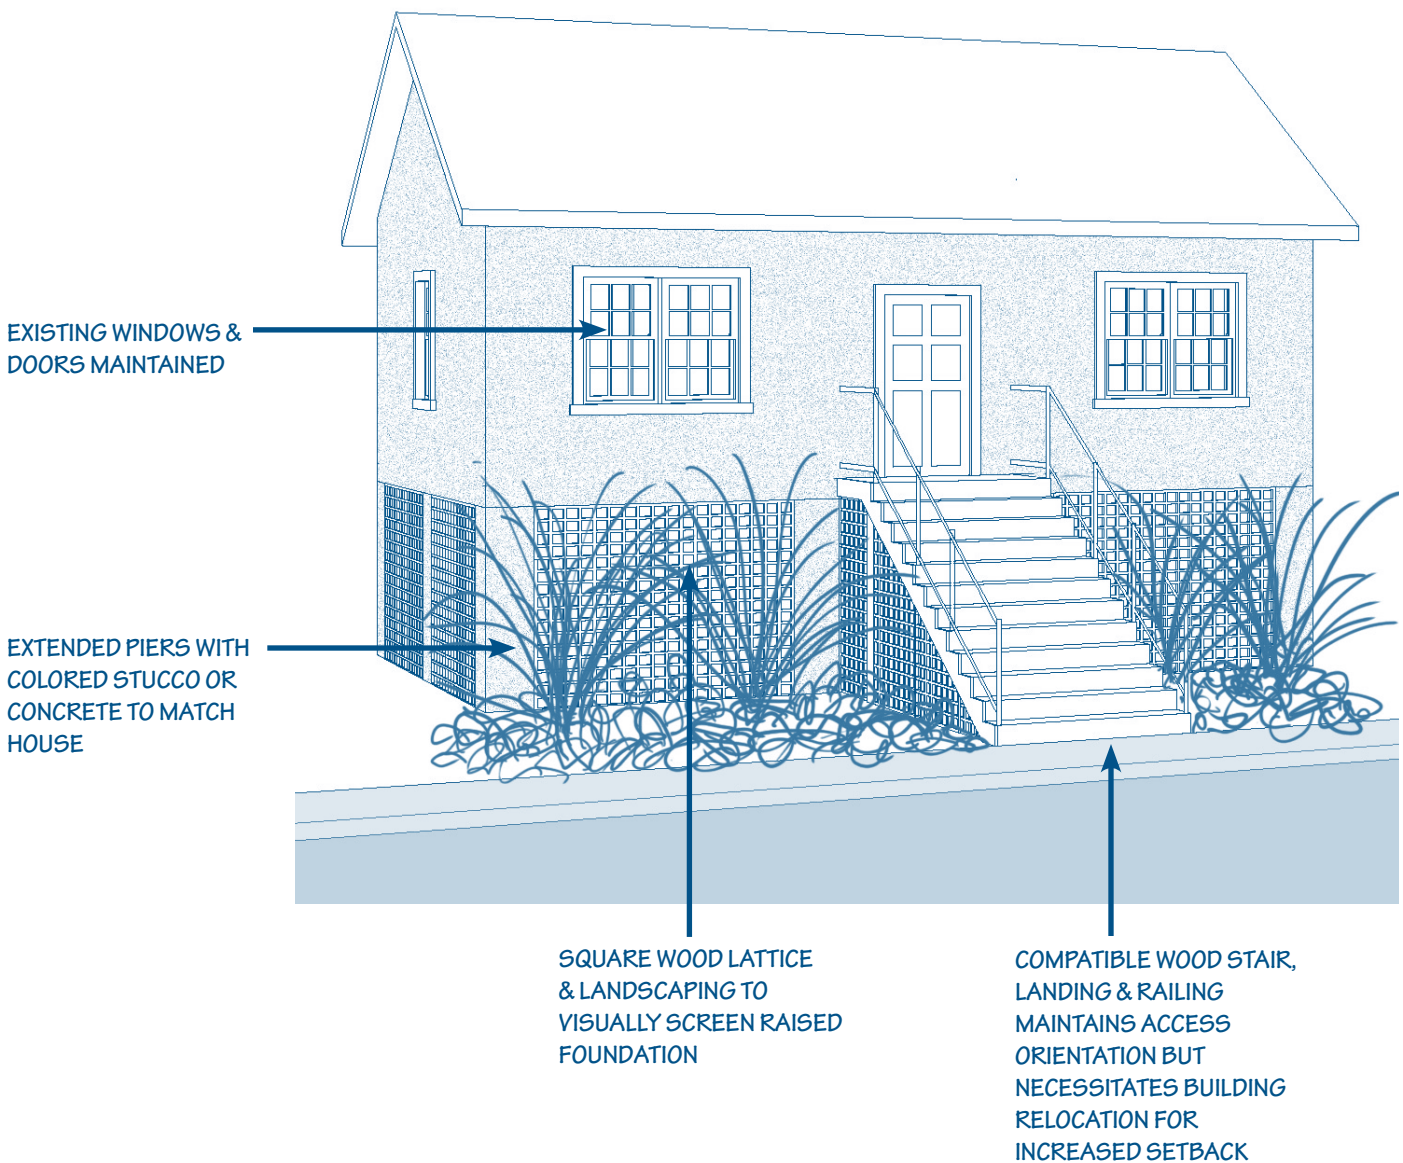 EXISTING WINDOWS &
DOORS MAINTAINED
EXTENDED PIERS WITH
COLORED STUCCO OR
CONCRETE TO MATCH
HOUSE
SQUARE WOOD LATTICE
& LANDSCAPING TO
VISUALLY SCREEN RAISED
FOUNDATION
COMPATIBLE WOOD STAIR,
LANDING & RAILING
MAINTAINS ACCESS
ORIENTATION BUT
NECESSITATES BUILDING
RELOCATION FOR
INCREASED SETBACK